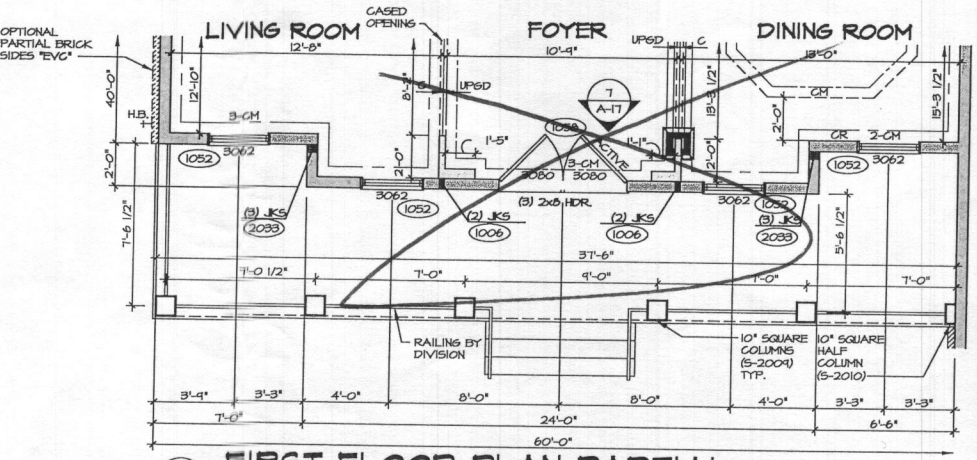 OPTIONAL
PARTIAL BRICK
SIDES "EVC"
CASED
OPENING
LIVING ROOM
FOYER
DINING ROOM
12'-8"
10'-9"
13'-0"
UPGD
C
UPGD
40'-0"
12'-10"
8'-2"
13'-3 1/2"
15'-3 1/2"
7
A-17
H.B.
3-CM
1'-5"
1'-1"
CM
2'-0"
CR
2-CM
ACTIVE
3-CM
3080
3080
1052
3062
3062
1052
2'-0"
2'-0"
2'-0"
3062
1052
1052
3062
(3) 2x8 HDR.
(3) JKS
2033
(2) JKS
1006
(2) JKS
1006
(3) JKS
2033
7'-6 1/2"
5'-6 1/2"
37'-6"
7'-0 1/2"
7'-0"
9'-0"
7'-0"
7'-0"
RAILING BY
DIVISION
10" SQUARE
COLUMNS
(S-2009)
TYP.
10" SQUARE
HALF
COLUMN
(S-2010)
3'-9"
3'-3"
4'-0"
8'-0"
8'-0"
4'-0"
3'-3"
3'-3"
7'-0"
24'-0"
6'-6"
60'-0"